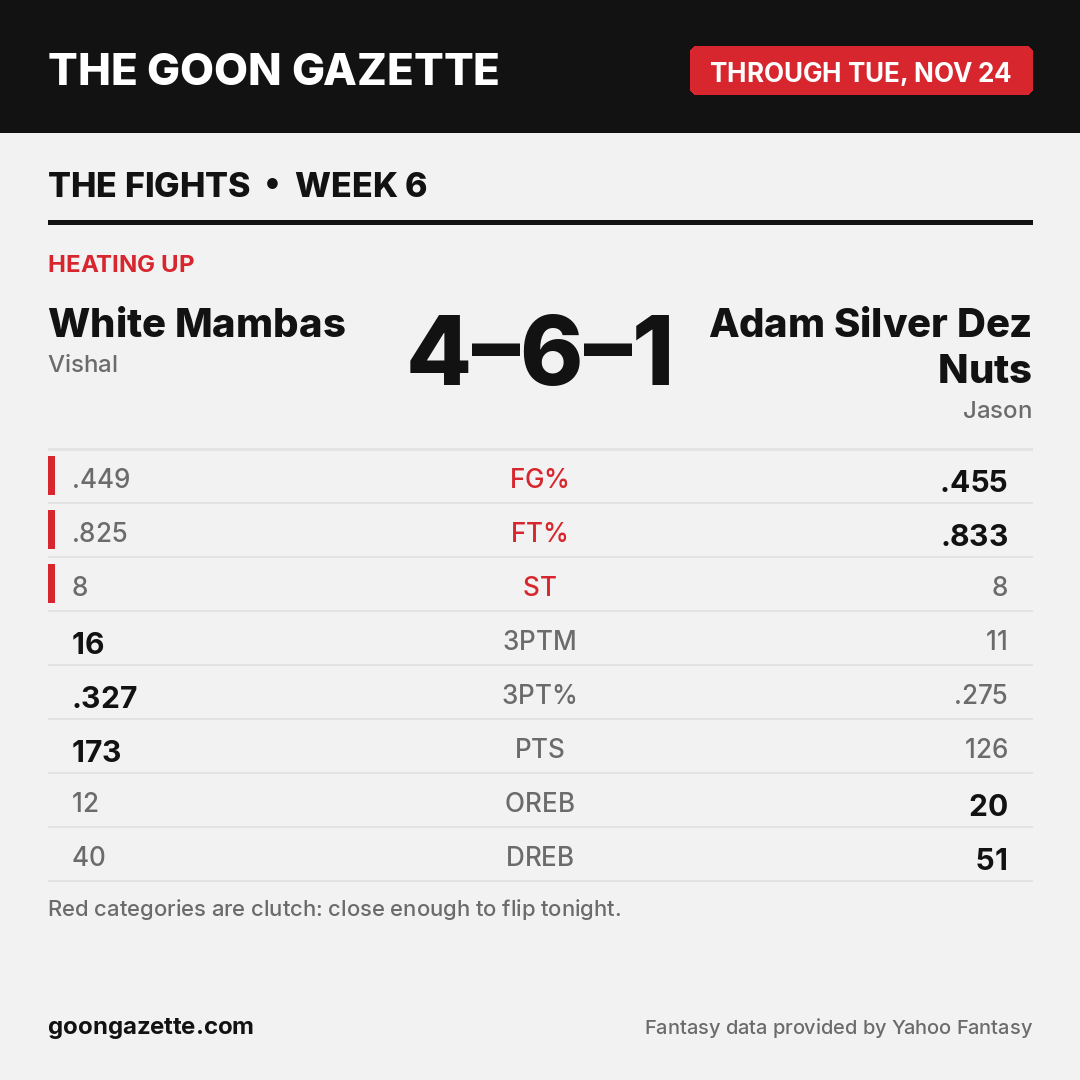 THE GOON GAZETTE
THROUGH TUE, NOV 24
THE FIGHTS • WEEK 6
HEATING UP
White Mambas
Vishal
4–6–1
Adam Silver Dez
Nuts
Jason
.449 FG% .455
.825 FT% .833
8 ST 8
16 3PTM 11
.327 3PT% .275
173 PTS 126
12 OREB 20
40 DREB 51
Red categories are clutch: close enough to flip tonight.
goongazette.com
Fantasy data provided by Yahoo Fantasy